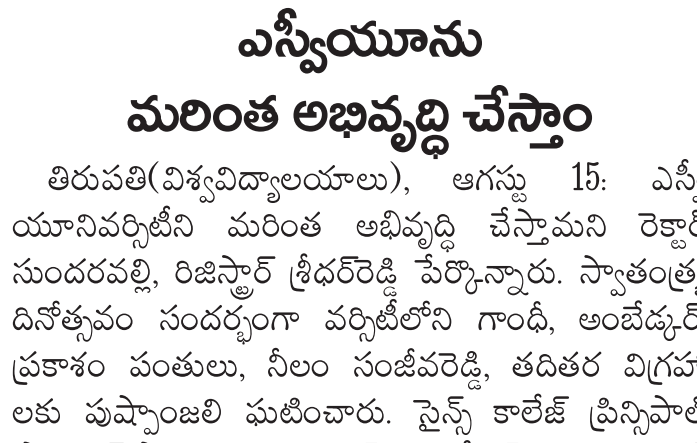 ఎస్వీయూను
మరింత అభివృద్ధి చేస్తాం
తిరుపతి(విశ్వవిద్యాలయాలు), ఆగస్టు 15: ఎస్వీ
యూనివర్సిటీని మరింత అభివృద్ధి చేస్తామని రెక్టార్
సుందరవల్లి, రిజిస్ట్రార్ శ్రీధర్‌రెడ్డి పేర్కొన్నారు. స్వాతంత్ర్య
దినోత్సవం సందర్భంగా వర్సిటీలోని గాంధీ, అంబేడ్కర్
ప్రకాశం పంతులు, నీలం సంజీవరెడ్డి, తదితర విగ్రహా
లకు పుష్పాంజలి ఘటించారు. సైన్స్ కాలేజ్ ప్రిన్సిపాల్